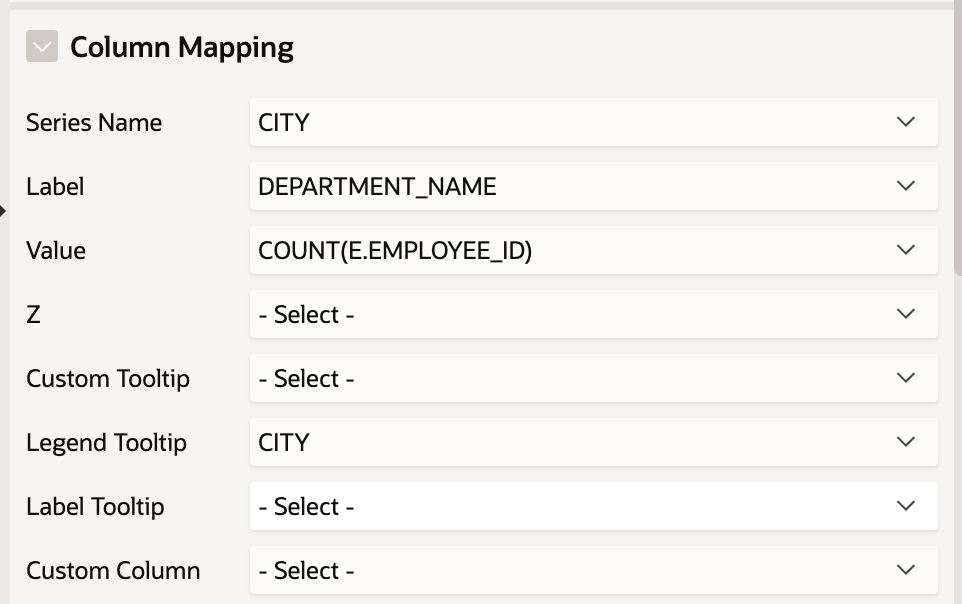 Column Mapping
Series Name CITY
Label DEPARTMENT_NAME
Value COUNT(E.EMPLOYEE_ID)
Z - Select -
Custom Tooltip - Select -
Legend Tooltip CITY
Label Tooltip - Select -
Custom Column - Select -